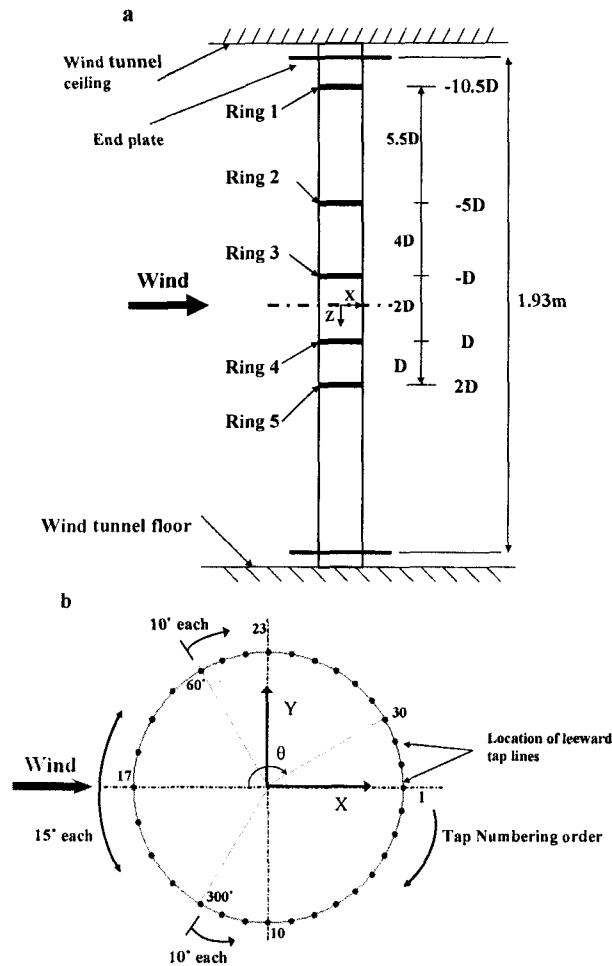 a
Wind tunnel
ceiling
Ring 1
-10.5D
End plate
5.5D
Ring 2
-5D
4D
Ring 3
-D
Wind
X
Z
2D
1.93m
D
Ring 4
D
2D
Ring 5
Wind tunnel floor
b
10° each
23
60°
30
Y
Location of leeward
tap lines
θ
Wind
17
1
X
15° each
Tap Numbering order
300°
10
10° each